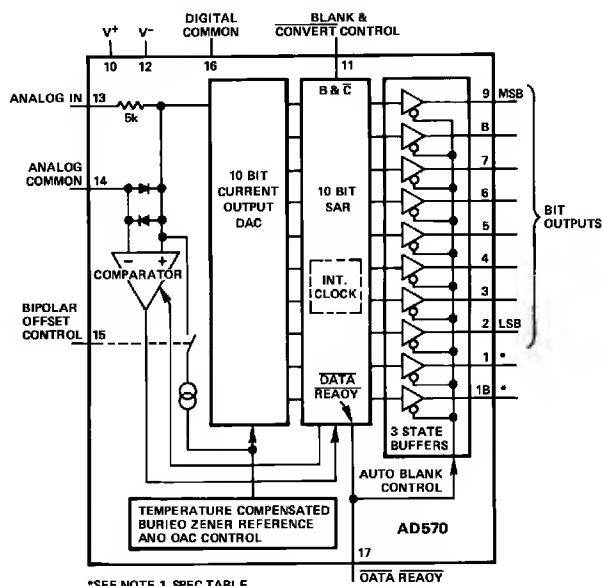 DIGITAL
COMMON
BLANK &
CONVERT CONTROL
V+
V−
10
12
16
11
ANALOG IN
13
5k
B & C
9
MSB
B
7
6
5
4
3
2
LSB
1
*
1B
*
BIT
OUTPUTS
ANALOG
COMMON
14
10 BIT
CURRENT
OUTPUT
DAC
10 BIT
SAR
INT.
CLOCK
−
+
COMPARATOR
BIPOLAR
OFFSET
CONTROL
15
DATA
REAOY
3 STATE
BUFFERS
AUTO BLANK
CONTROL
TEMPERATURE COMPENSATED
BURIEO ZENER REFERENCE
ANO OAC CONTROL
AD570
17
OATA REAOY
*SEE NOTE 1, SPEC TABLE